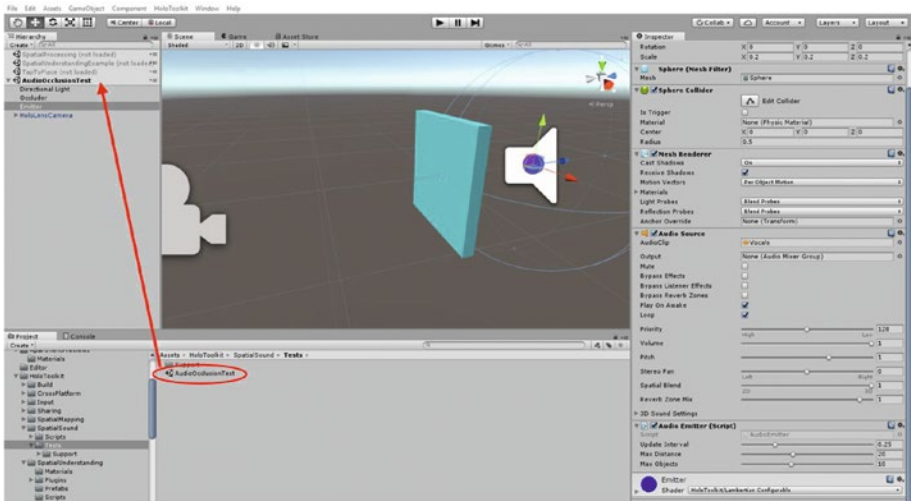 File Edit Assets GameObject Component HoloToolkit Window Help
Center Local
Collab Account Layers Layout
Hierarchy
Create
SpatialProcessing (not loaded)
SpatialUnderstandingExample (not loaded)
TapToPlace (not loaded)
AudioOcclusionTest
Directional Light
Occluder
Emitter
HoloLensCamera
Scene Game Asset Store
Shaded 2D Gizmos
Persp
Project Console
Create
Materials
Editor
HoloToolkit
Build
CrossPlatform
Input
Sharing
SpatialMapping
SpatialSound
Scripts
Tests
Support
SpatialUnderstanding
Materials
Plugins
Prefabs
Scripts
Assets HoloToolkit SpatialSound Tests
Support
AudioOcclusionTest
Inspector
Rotation X 0 Y 0 Z 0
Scale X 0.2 Y 0.2 Z 0.2
Sphere (Mesh Filter)
Mesh Sphere
Sphere Collider
Edit Collider
Is Trigger
Material None (Physic Material)
Center X 0 Y 0 Z 0
Radius 0.5
Mesh Renderer
Cast Shadows On
Receive Shadows
Motion Vectors Per Object Motion
Materials
Light Probes Blend Probes
Reflection Probes Blend Probes
Anchor Override None (Transform)
Audio Source
AudioClip Vocals
Output None (Audio Mixer Group)
Mute
Bypass Effects
Bypass Listener Effects
Bypass Reverb Zones
Play On Awake
Loop
Priority 128
High Low
Volume 1
Pitch 1
Stereo Pan 0
Left Right
Spatial Blend 1
2D 3D
Reverb Zone Mix 1
3D Sound Settings
Audio Emitter (Script)
Script AudioEmitter
Update Interval 0.25
Max Distance 20
Max Objects 10
Emitter
Shader HoloToolkit/Lambertian Configurable